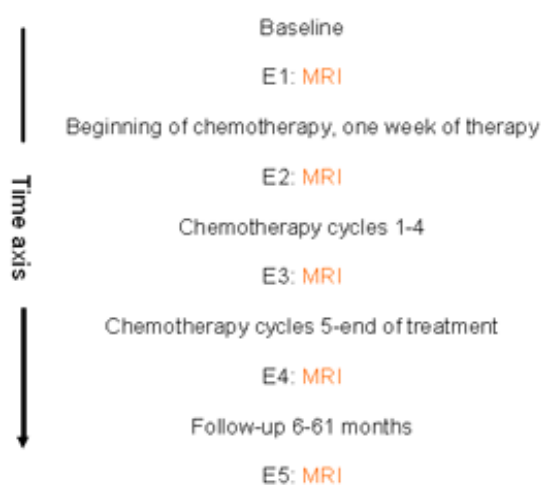 Baseline
E1: MRI
Beginning of chemotherapy, one week of therapy
E2: MRI
Chemotherapy cycles 1-4
E3: MRI
Chemotherapy cycles 5-end of treatment
E4: MRI
Follow-up 6-61 months
E5: MRI
Time axis